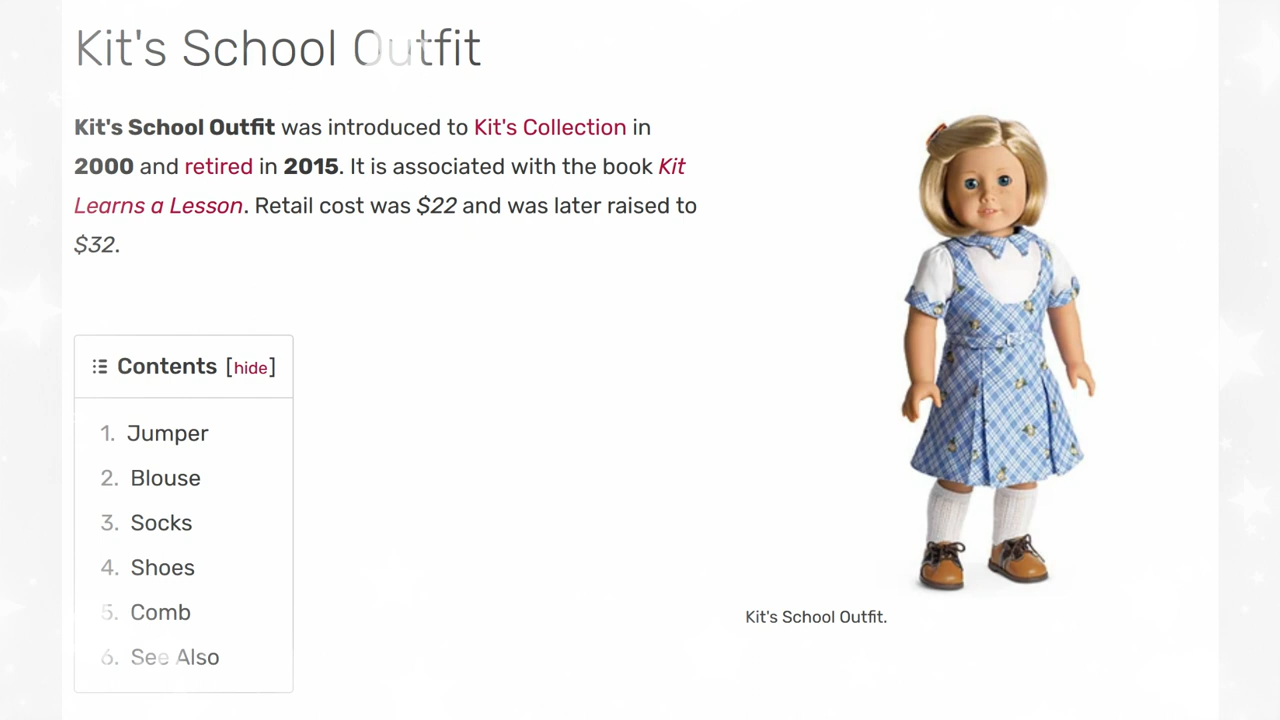 Kit's School Outfit
Kit's School Outfit was introduced to Kit's Collection in
2000 and retired in 2015. It is associated with the book Kit
Learns a Lesson. Retail cost was $22 and was later raised to
$32.
Contents [hide]
1. Jumper
2. Blouse
3. Socks
4. Shoes
5. Comb
6. See Also
Kit's School Outfit.